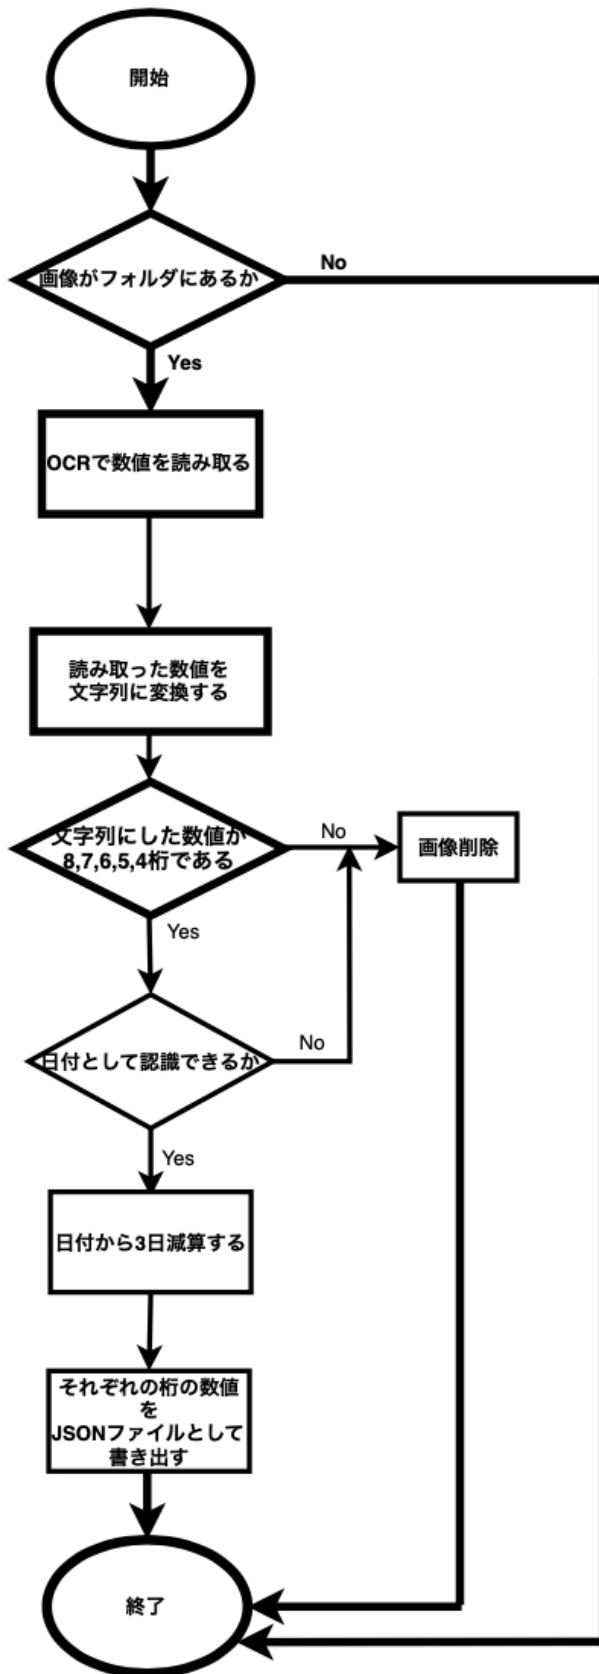 開始
画像がフォルダにあるか
No
Yes
OCRで数値を読み取る
読み取った数値を
文字列に変換する
文字列にした数値が
8,7,6,5,4桁である
No
画像削除
Yes
日付として認識できるか
No
Yes
日付から3日減算する
それぞれの桁の数値
を
JSONファイルとして
書き出す
終了